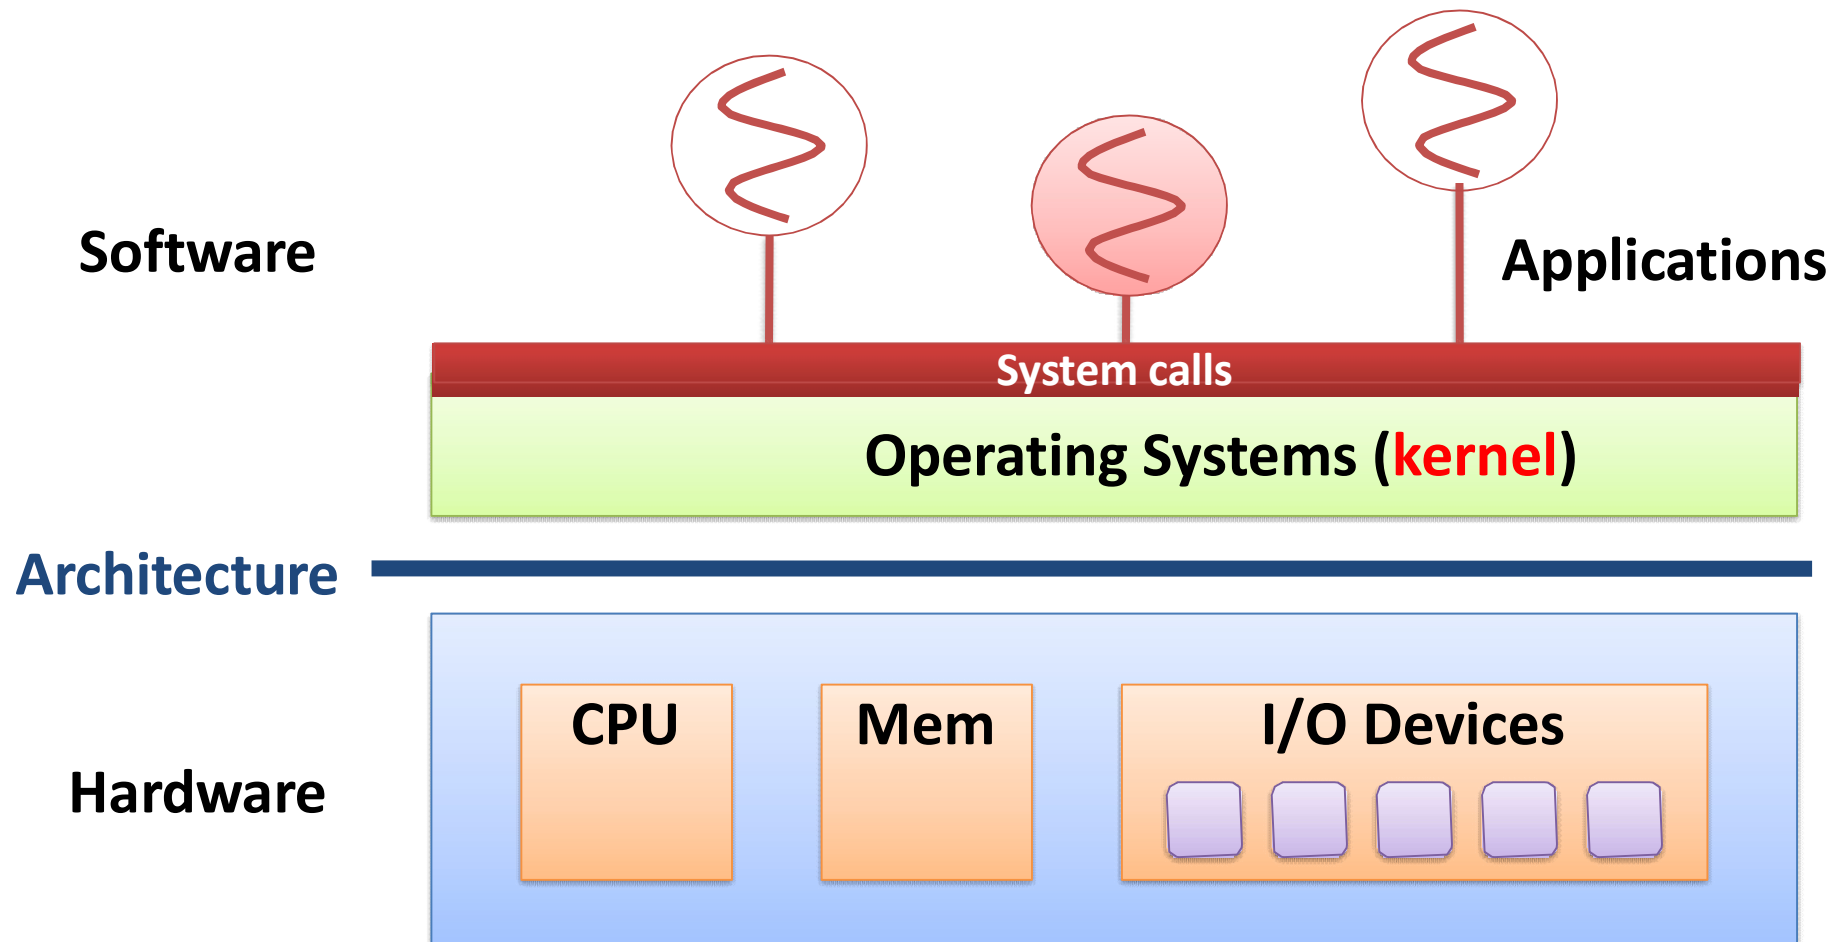 Software
Applications
System calls
Operating Systems (kernel)
Architecture
CPU
Mem
I/O Devices
Hardware